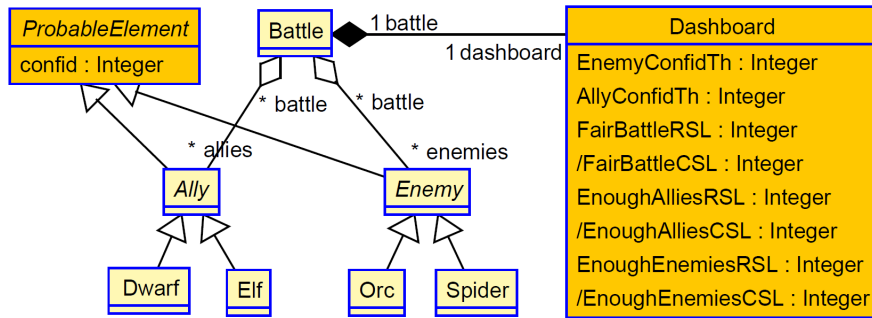 ProbableElement
confid : Integer
Battle
1 battle
1 dashboard
* battle
* battle
* allies
* enemies
Ally
Enemy
Dwarf
Elf
Orc
Spider
Dashboard
EnemyConfidTh : Integer
AllyConfidTh : Integer
FairBattleRSL : Integer
/FairBattleCSL : Integer
EnoughAlliesRSL : Integer
/EnoughAlliesCSL : Integer
EnoughEnemiesRSL : Integer
/EnoughEnemiesCSL : Integer